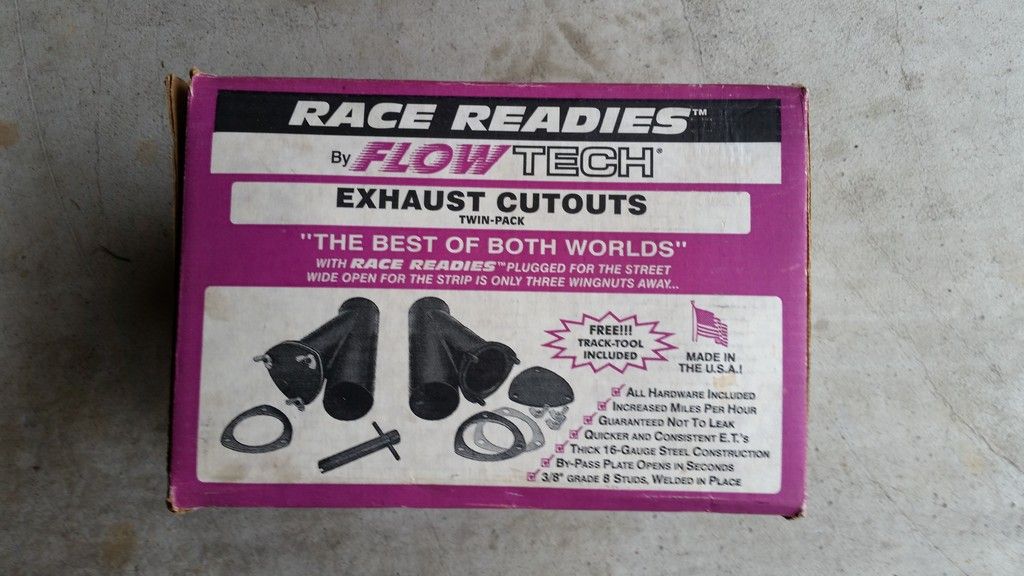 RACE READIES™
By FLOWTECH®
EXHAUST CUTOUTS
TWIN-PACK
"THE BEST OF BOTH WORLDS"
WITH RACE READIES™ PLUGGED FOR THE STREET
WIDE OPEN FOR THE STRIP IS ONLY THREE WINGNUTS AWAY...
FREE!!!
TRACK-TOOL
INCLUDED
MADE IN
THE U.S.A.!
ALL HARDWARE INCLUDED
INCREASED MILES PER HOUR
GUARANTEED NOT TO LEAK
QUICKER AND CONSISTENT E.T.'S
THICK 16-GAUGE STEEL CONSTRUCTION
BY-PASS PLATE OPENS IN SECONDS
3/8" GRADE 8 STUDS, WELDED IN PLACE